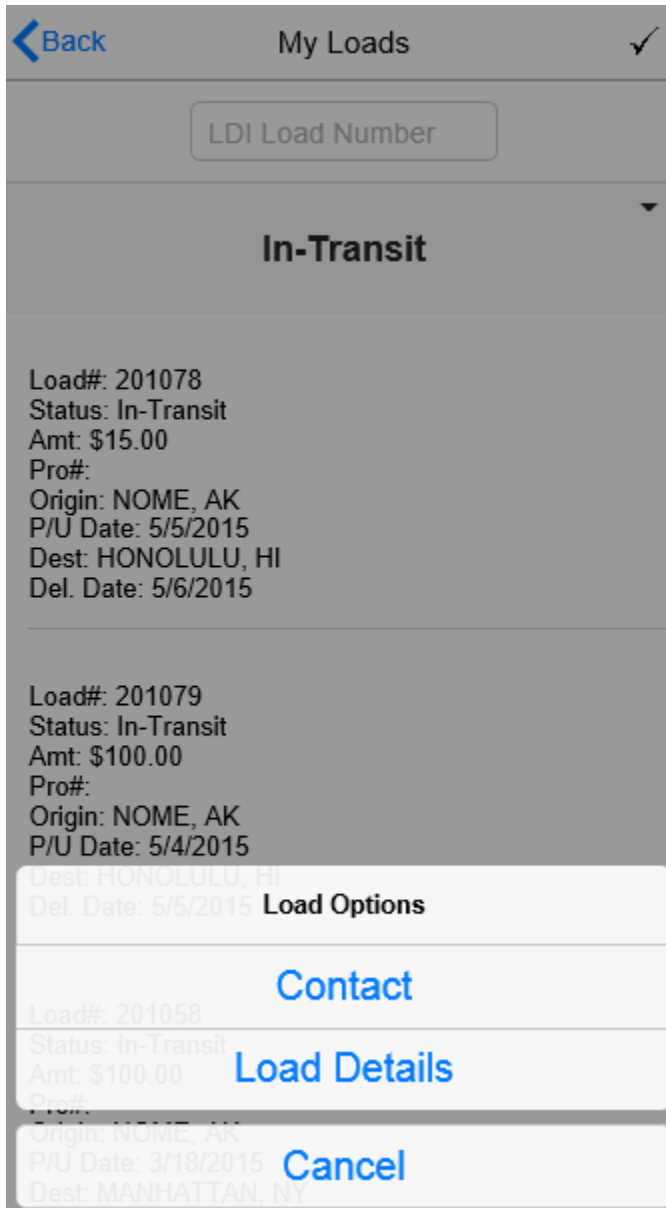 Back My Loads ✓
LDI Load Number
In-Transit
Load#: 201078
Status: In-Transit
Amt: $15.00
Pro#:
Origin: NOME, AK
P/U Date: 5/5/2015
Dest: HONOLULU, HI
Del. Date: 5/6/2015
Load#: 201079
Status: In-Transit
Amt: $100.00
Pro#:
Origin: NOME, AK
P/U Date: 5/4/2015
Dest: HONOLULU, HI
Del. Date: 5/5/2015
Load Options
Contact
Load#: 201058
Status: In-Transit
Amt: $100.00
Load Details
Pro#:
Origin: NOME, AK
P/U Date: 3/18/2015
Cancel
Dest: MANHATTAN, NY